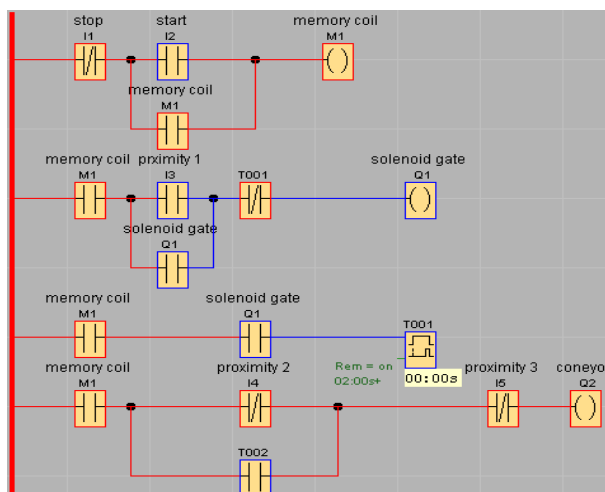 stop start memory coil
I1 I2 M1
memory coil
M1
memory coil prximity 1 solenoid gate
M1 I3 T001 Q1
solenoid gate
Q1
memory coil solenoid gate
M1 Q1 T001
Rem = on
02:00s+ 00:00s
memory coil proximity 2 proximity 3 coneyo
M1 I4 I5 Q2
T002